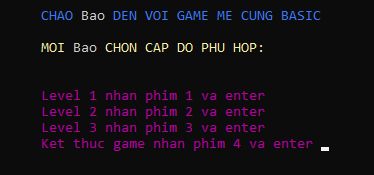 CHAO Bao DEN VOI GAME ME CUNG BASIC
MOI Bao CHON CAP DO PHU HOP:
Level 1 nhan phim 1 va enter
Level 2 nhan phim 2 va enter
Level 3 nhan phim 3 va enter
Ket thuc game nhan phim 4 va enter